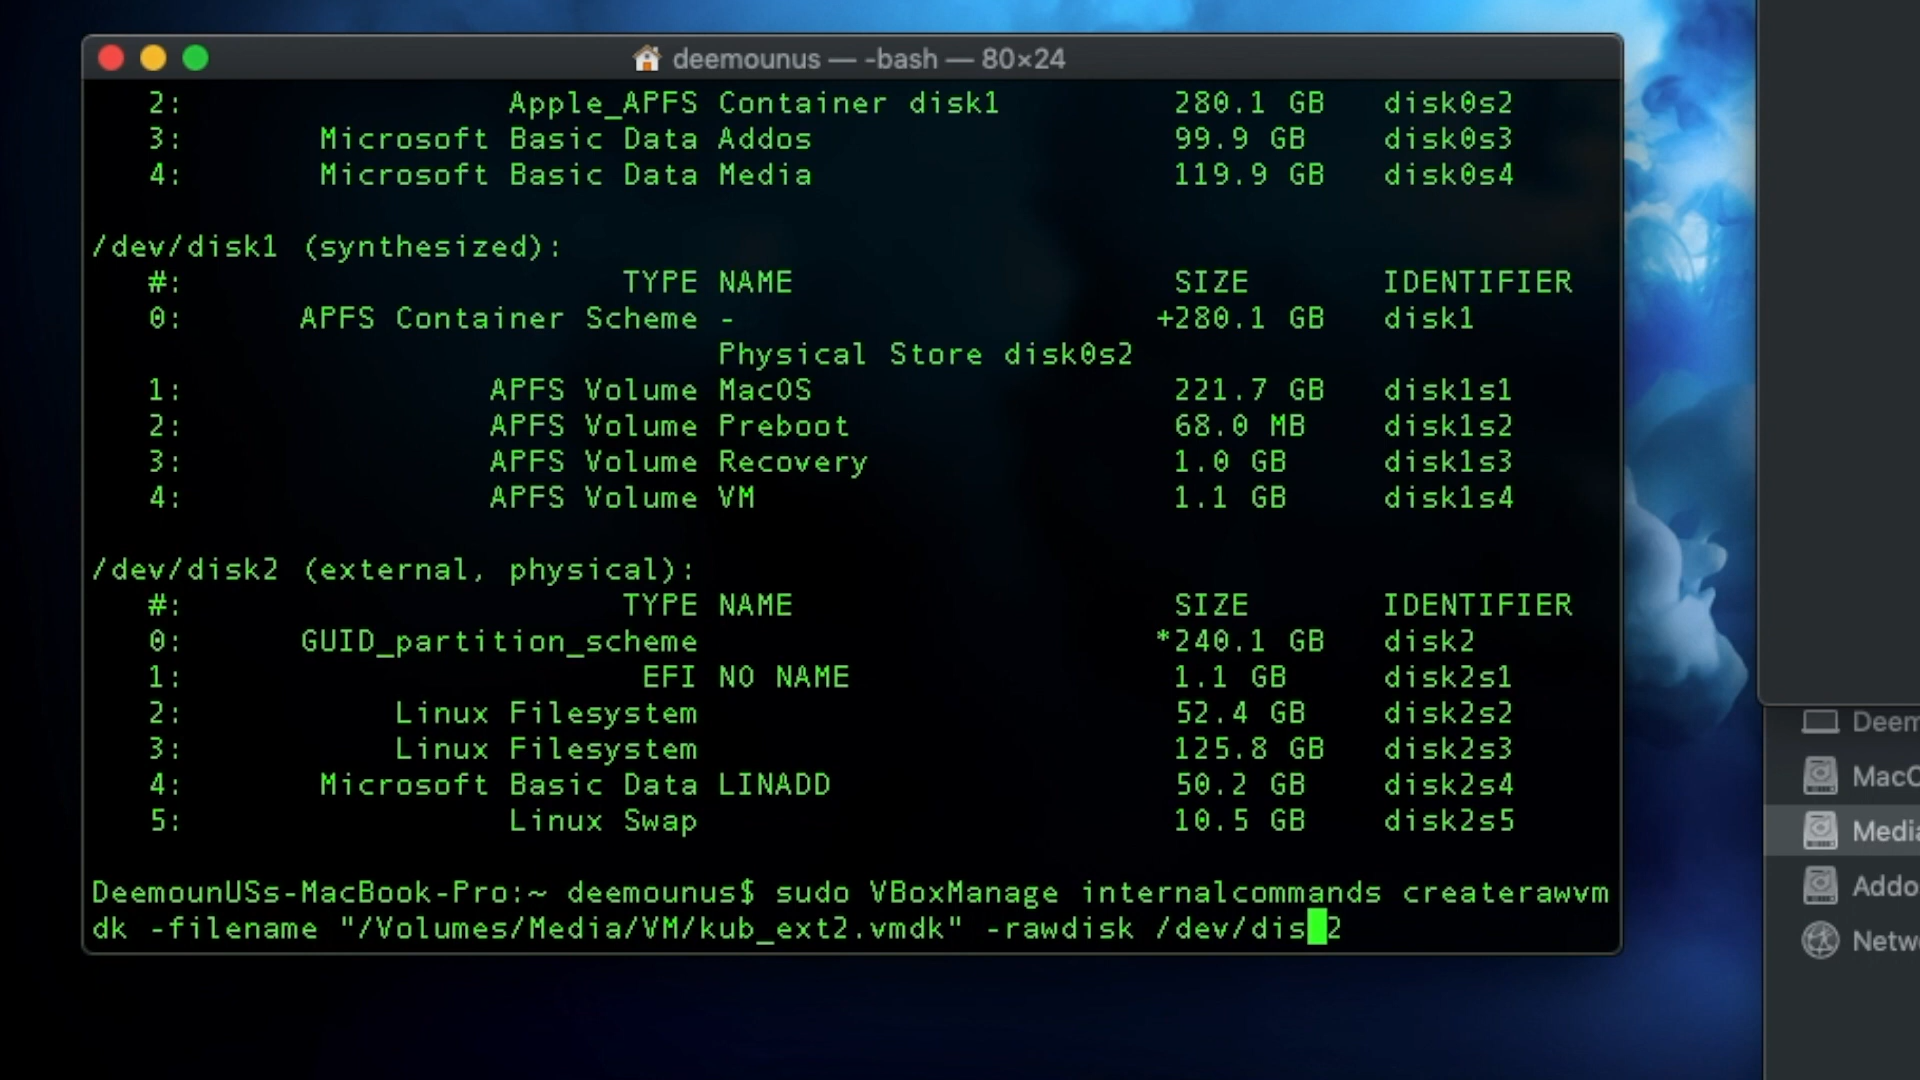 deemounus — -bash — 80×24
2: Apple_APFS Container disk1 280.1 GB disk0s2
3: Microsoft Basic Data Addos 99.9 GB disk0s3
4: Microsoft Basic Data Media 119.9 GB disk0s4
/dev/disk1 (synthesized):
#: TYPE NAME SIZE IDENTIFIER
0: APFS Container Scheme - +280.1 GB disk1
Physical Store disk0s2
1: APFS Volume MacOS 221.7 GB disk1s1
2: APFS Volume Preboot 68.0 MB disk1s2
3: APFS Volume Recovery 1.0 GB disk1s3
4: APFS Volume VM 1.1 GB disk1s4
/dev/disk2 (external, physical):
#: TYPE NAME SIZE IDENTIFIER
0: GUID_partition_scheme *240.1 GB disk2
1: EFI NO NAME 1.1 GB disk2s1
2: Linux Filesystem 52.4 GB disk2s2
3: Linux Filesystem 125.8 GB disk2s3
4: Microsoft Basic Data LINADD 50.2 GB disk2s4
5: Linux Swap 10.5 GB disk2s5
DeemounUSs-MacBook-Pro:~ deemounus$ sudo VBoxManage internalcommands createrawvm
dk -filename "/Volumes/Media/VM/kub_ext2.vmdk" -rawdisk /dev/dis 2
Deem
MacO
Media
Addo
Netw